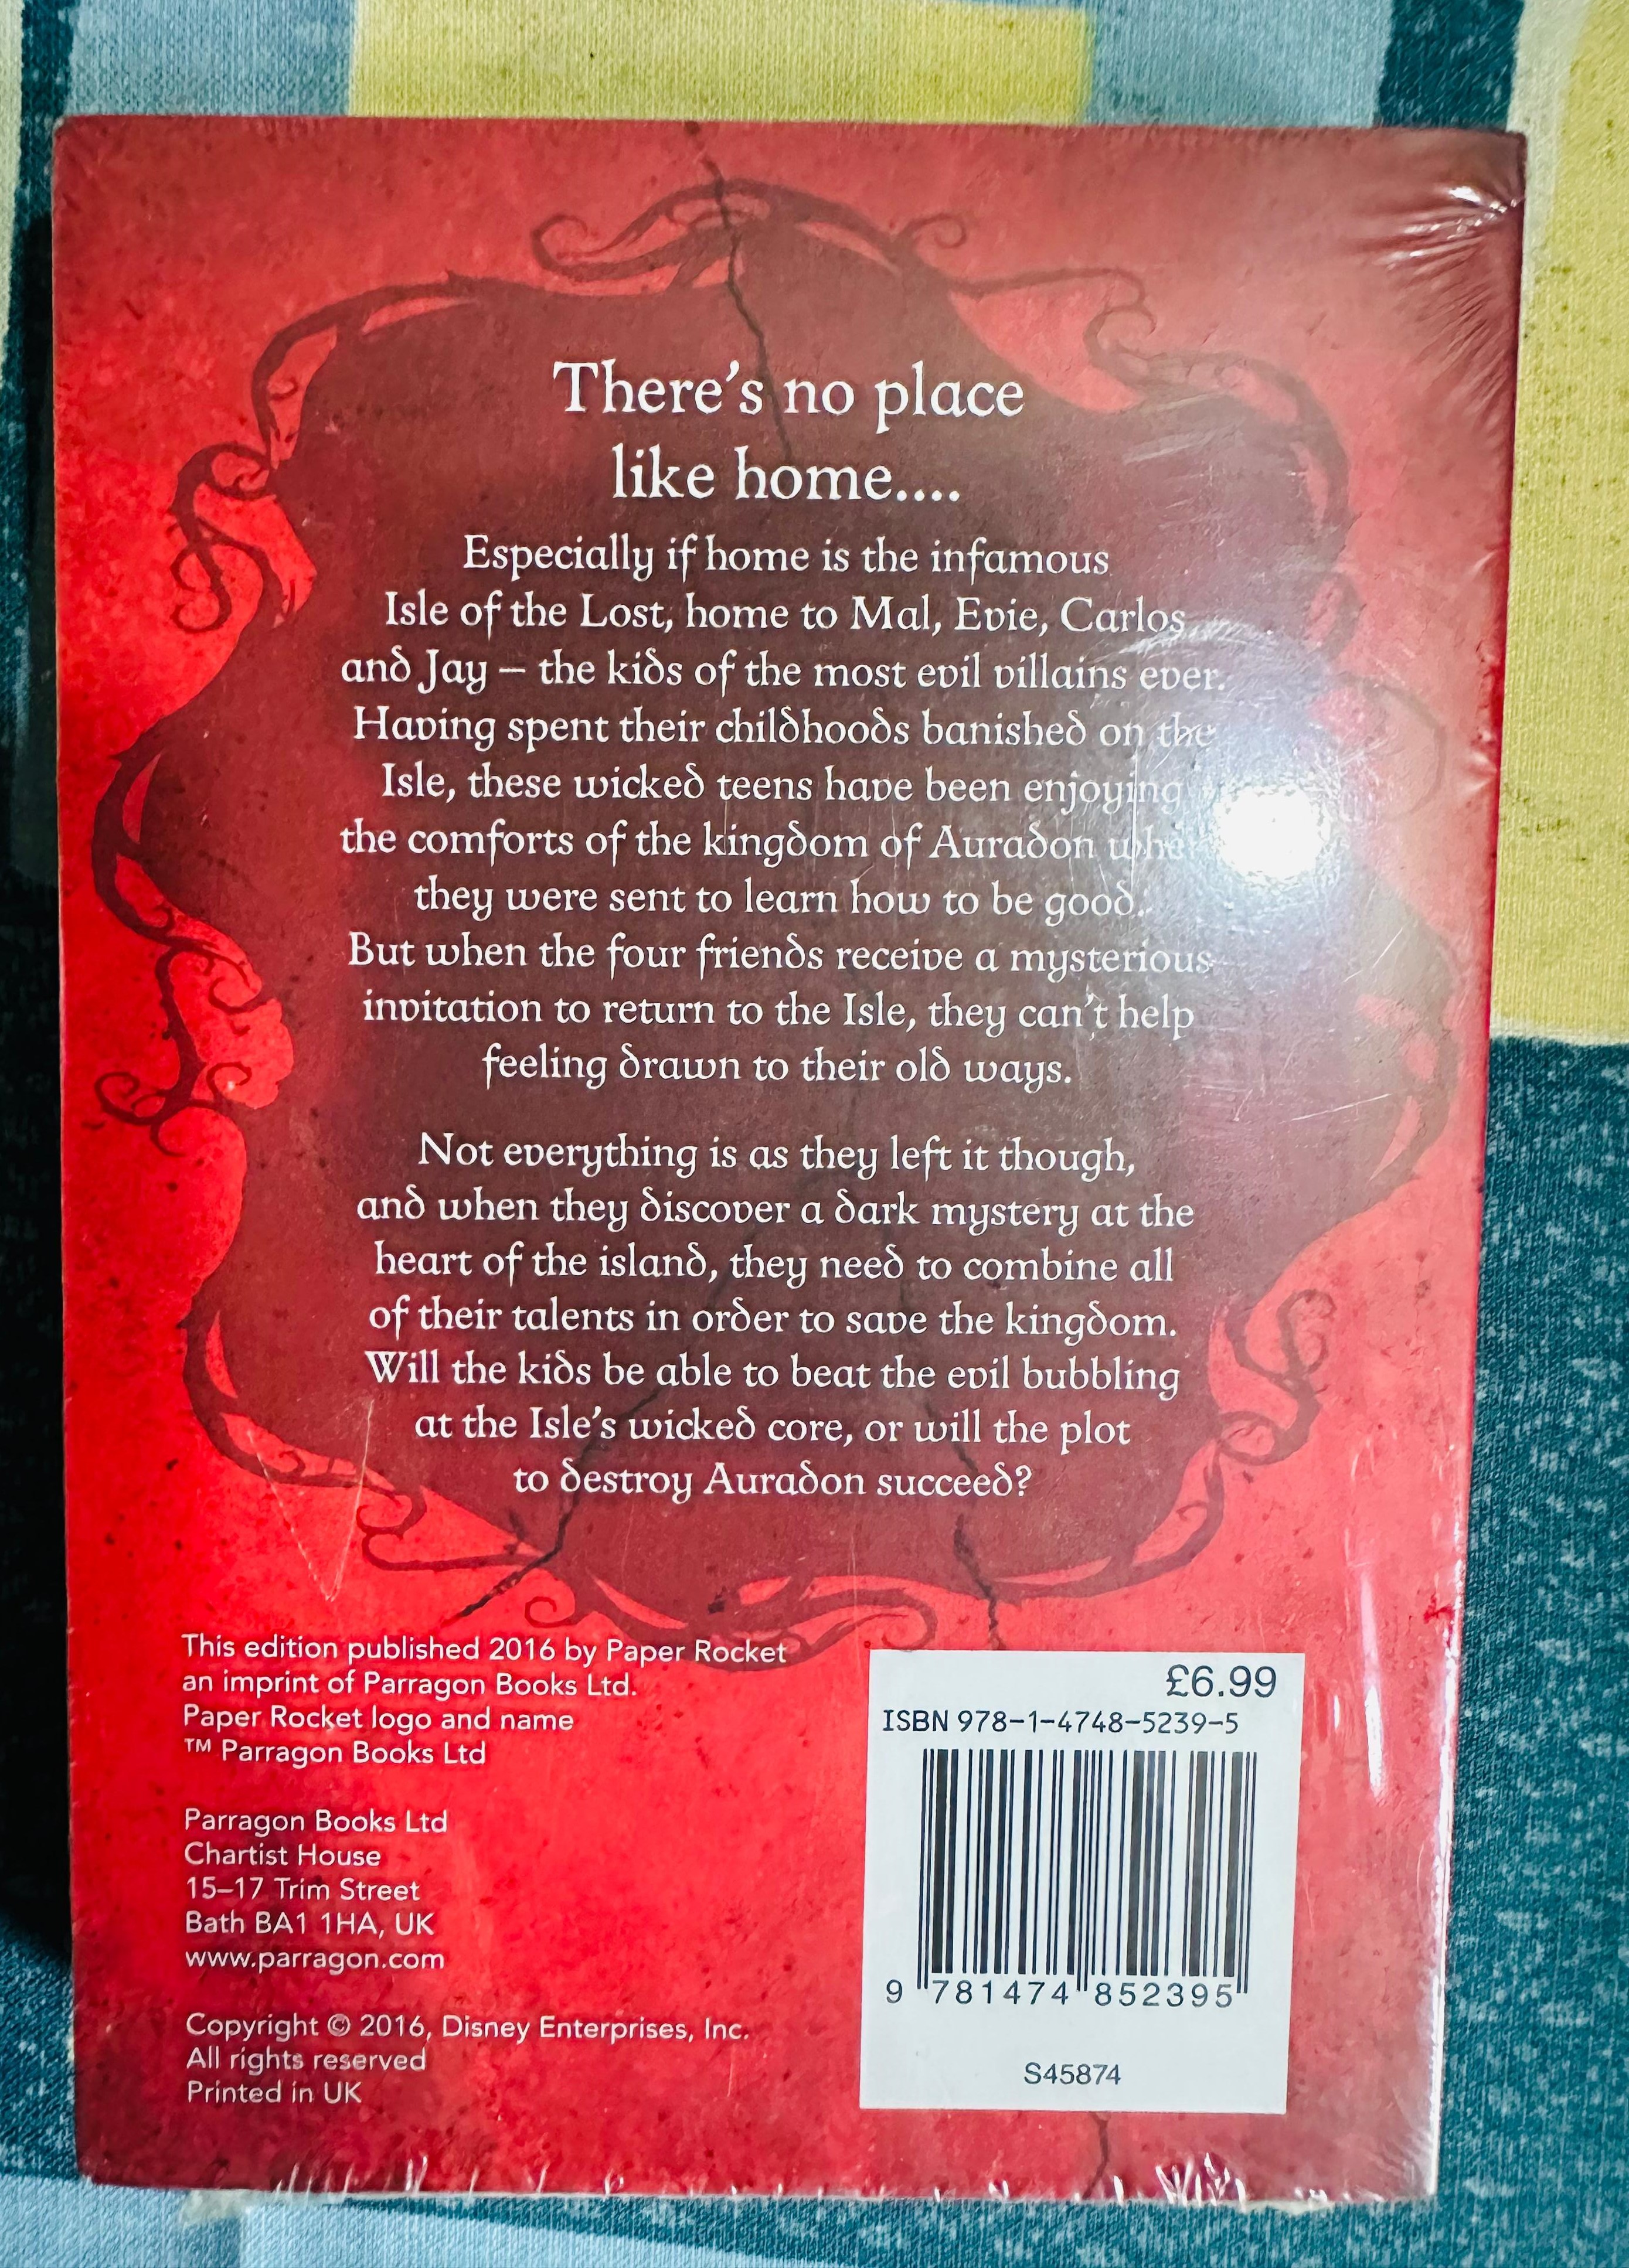 There's no place
like home....
Especially if home is the infamous
Isle of the Lost, home to Mal, Evie, Carlos
and Jay – the kids of the most evil villains ever.
Having spent their childhoods banished on the
Isle, these wicked teens have been enjoying
the comforts of the kingdom of Auradon
they were sent to learn how to be good.
But when the four friends receive a mysterious
invitation to return to the Isle, they can't help
feeling drawn to their old ways.
Not everything is as they left it though,
and when they discover a dark mystery at the
heart of the island, they need to combine all
of their talents in order to save the kingdom.
Will the kids be able to beat the evil bubbling
at the Isle's wicked core, or will the plot
to destroy Auradon succeed?
This edition published 2016 by Paper Rocket
an imprint of Parragon Books Ltd.
Paper Rocket logo and name
™ Parragon Books Ltd
Parragon Books Ltd
Chartist House
15–17 Trim Street
Bath BA1 1HA, UK
www.parragon.com
Copyright © 2016, Disney Enterprises, Inc.
All rights reserved
Printed in UK
£6.99
ISBN 978-1-4748-5239-5
9 781474 852395
S45874